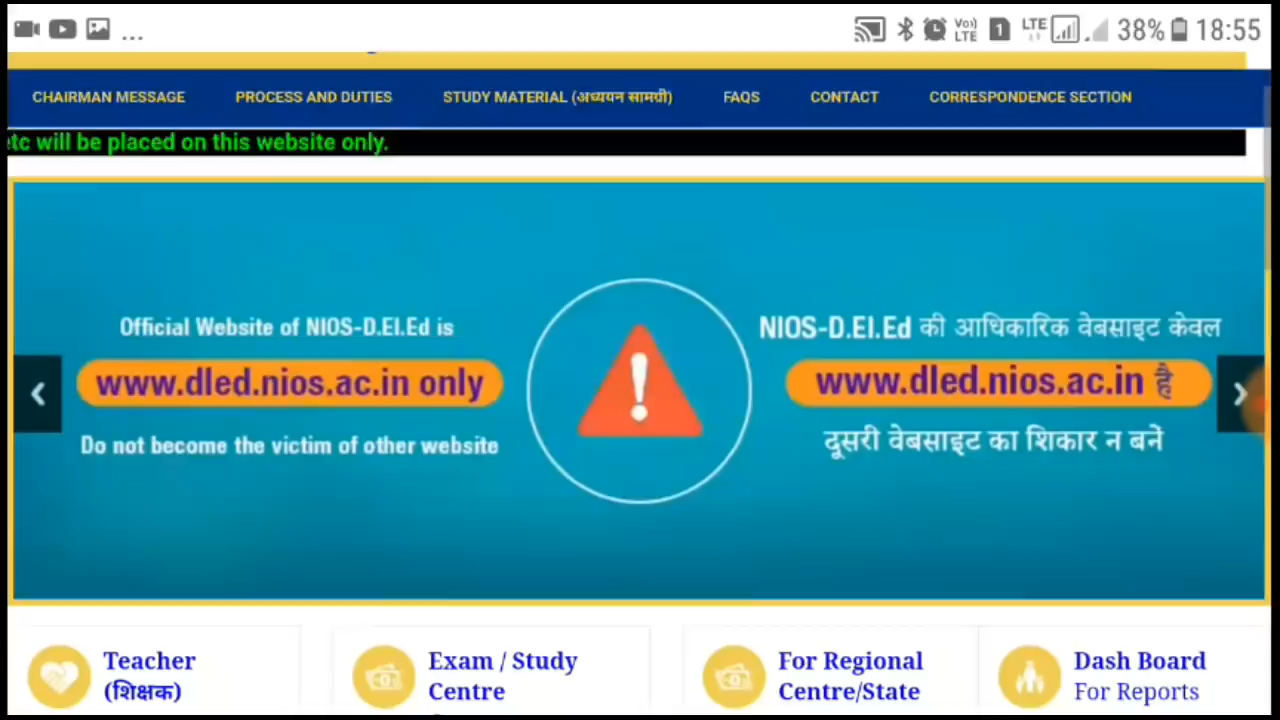 ... LTE 1 LTE 38% 18:55
CHAIRMAN MESSAGE PROCESS AND DUTIES STUDY MATERIAL (अध्ययन सामग्री) FAQS CONTACT CORRESPONDENCE SECTION
etc will be placed on this website only.
Official Website of NIOS-D.El.Ed is
www.dled.nios.ac.in only
Do not become the victim of other website
NIOS-D.El.Ed की आधिकारिक वेबसाइट केवल
www.dled.nios.ac.in है
दूसरी वेबसाइट का शिकार न बनें
Teacher
(शिक्षक)
Exam / Study
Centre
For Regional
Centre/State
Dash Board
For Reports